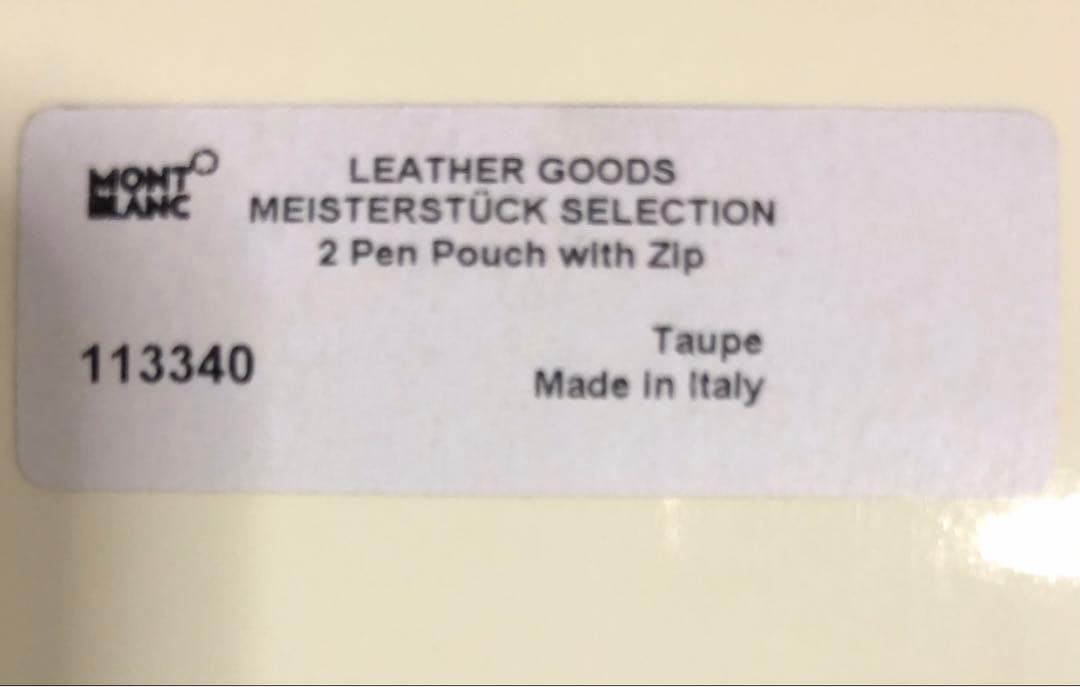 MONT
BLANC
LEATHER GOODS
MEISTERSTÜCK SELECTION
2 Pen Pouch with Zip
113340
Taupe
Made in Italy